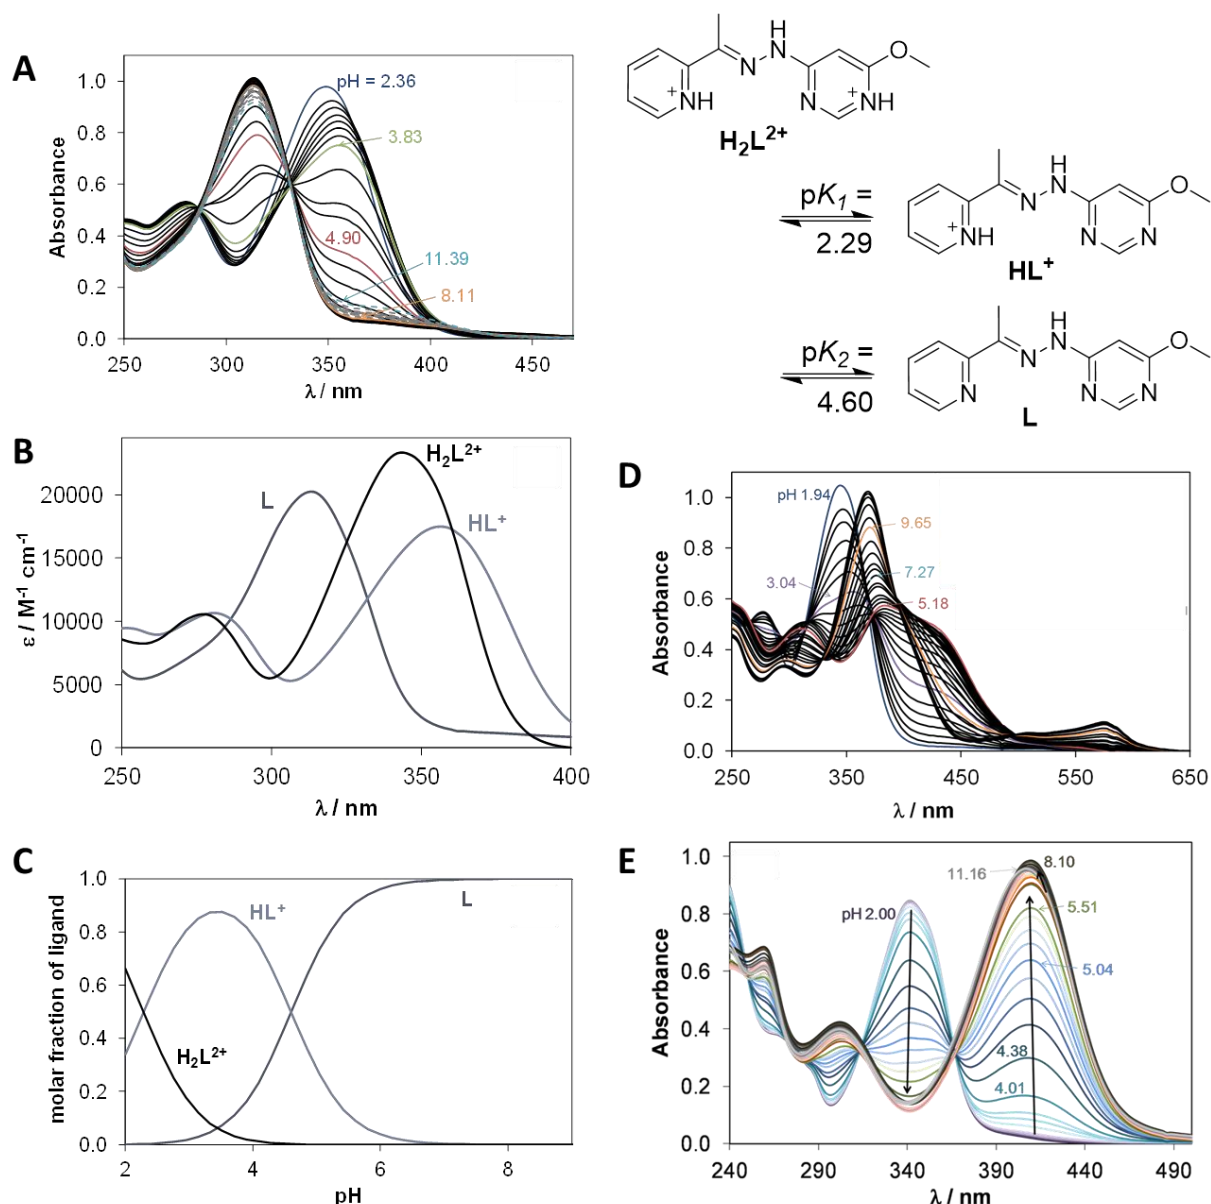 A
1.0
0.8
0.6
0.4
0.2
0.0
Absorbance
250 300 350 400 450
λ / nm
pH = 2.36
3.83
4.90
11.39
8.11
H
N
N
O
+
NH
N
+
NH
H₂L²⁺
pK₁ =
2.29
H
N
N
O
+
NH
N
N
HL⁺
pK₂ =
4.60
H
N
N
O
N
N
N
L
B
20000
15000
10000
5000
0
ε / M⁻¹ cm⁻¹
250 300 350 400
λ / nm
L
H₂L²⁺
HL⁺
C
1.0
0.8
0.6
0.4
0.2
0.0
molar fraction of ligand
2 4 6 8
pH
HL⁺
L
H₂L²⁺
D
1.0
0.8
0.6
0.4
0.2
0.0
Absorbance
250 350 450 550 650
λ / nm
pH 1.94
9.65
7.27
3.04
5.18
E
1.0
0.8
0.6
0.4
0.2
0.0
Absorbance
240 290 340 390 440 490
λ / nm
11.16
8.10
pH 2.00
5.51
5.04
4.38
4.01